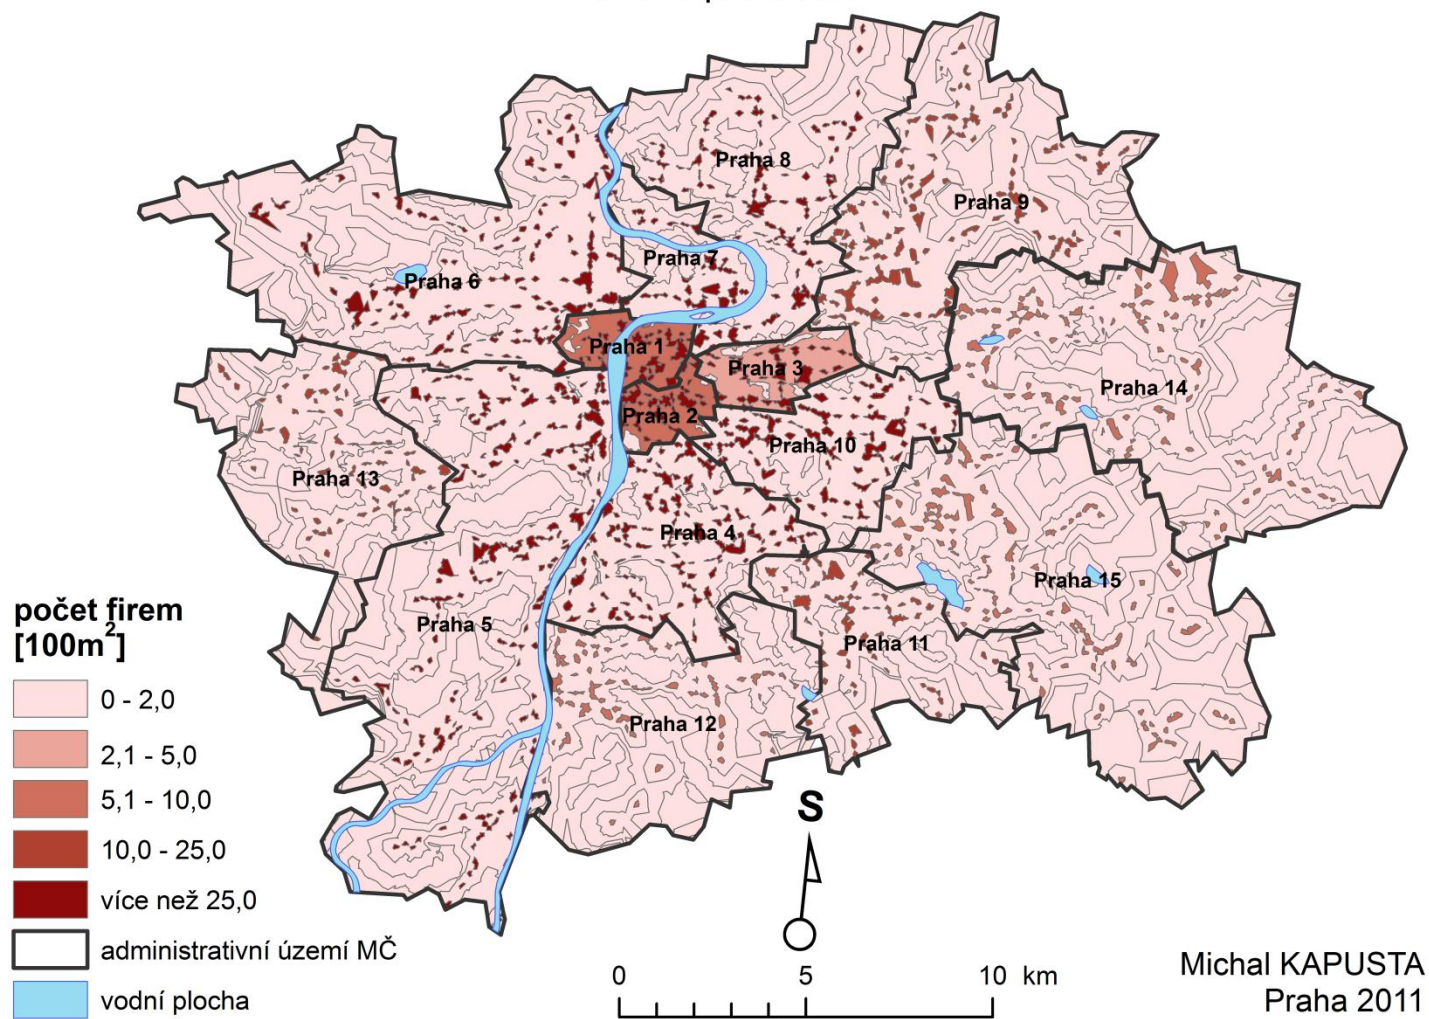 Praha 8
Praha 9
Praha 7
Praha 6
Praha 1
Praha 3
Praha 14
Praha 2
Praha 10
Praha 13
Praha 4
Praha 15
Praha 5
Praha 11
Praha 12
počet firem
[100m²]
0 - 2,0
2,1 - 5,0
5,1 - 10,0
10,0 - 25,0
více než 25,0
administrativní území MČ
vodní plocha
S
0 5 10 km
Michal KAPUSTA
Praha 2011